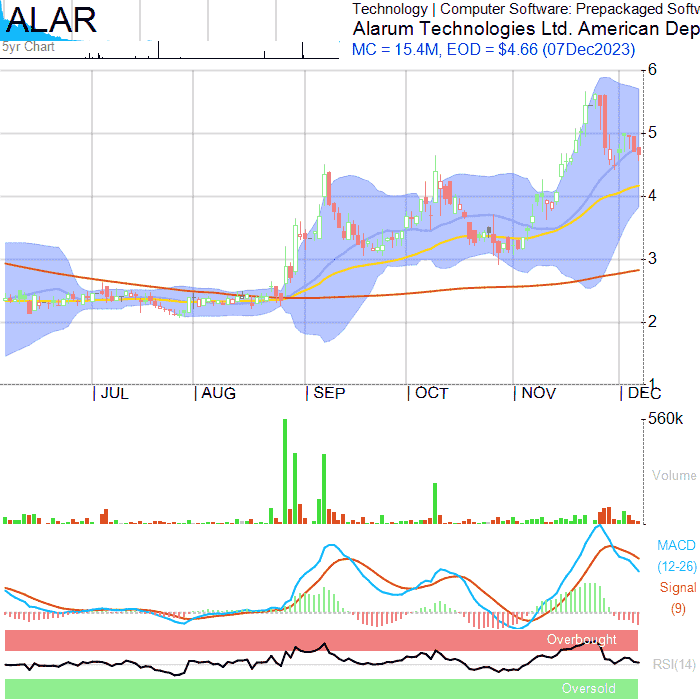 ALAR
5yr Chart
Technology | Computer Software: Prepackaged Softw
Alarum Technologies Ltd. American Dep
MC = 15.4M, EOD = $4.66 (07Dec2023)
6
5
4
3
2
1
JUL AUG SEP OCT NOV DEC
560k
Volume
MACD
(12-26)
Signal
(9)
Overbought
RSI(14)
Oversold